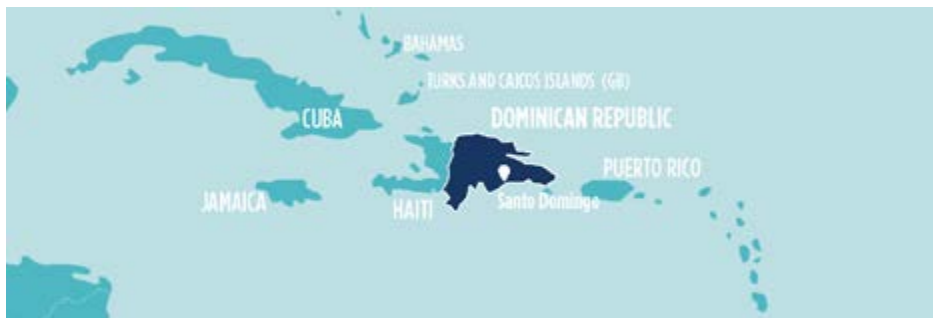 BAHAMAS
TURKS AND CAICOS ISLANDS (GB)
CUBA
DOMINICAN REPUBLIC
PUERTO RICO
JAMAICA
HAITI
Santo Domingo